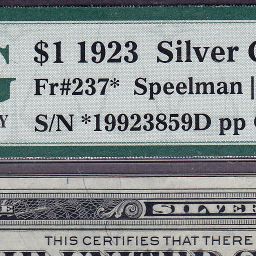 $1 1923 Silver C
Fr#237* Speelman |
S/N *19923859D pp
SILVER
THIS CERTIFIES THAT THERE